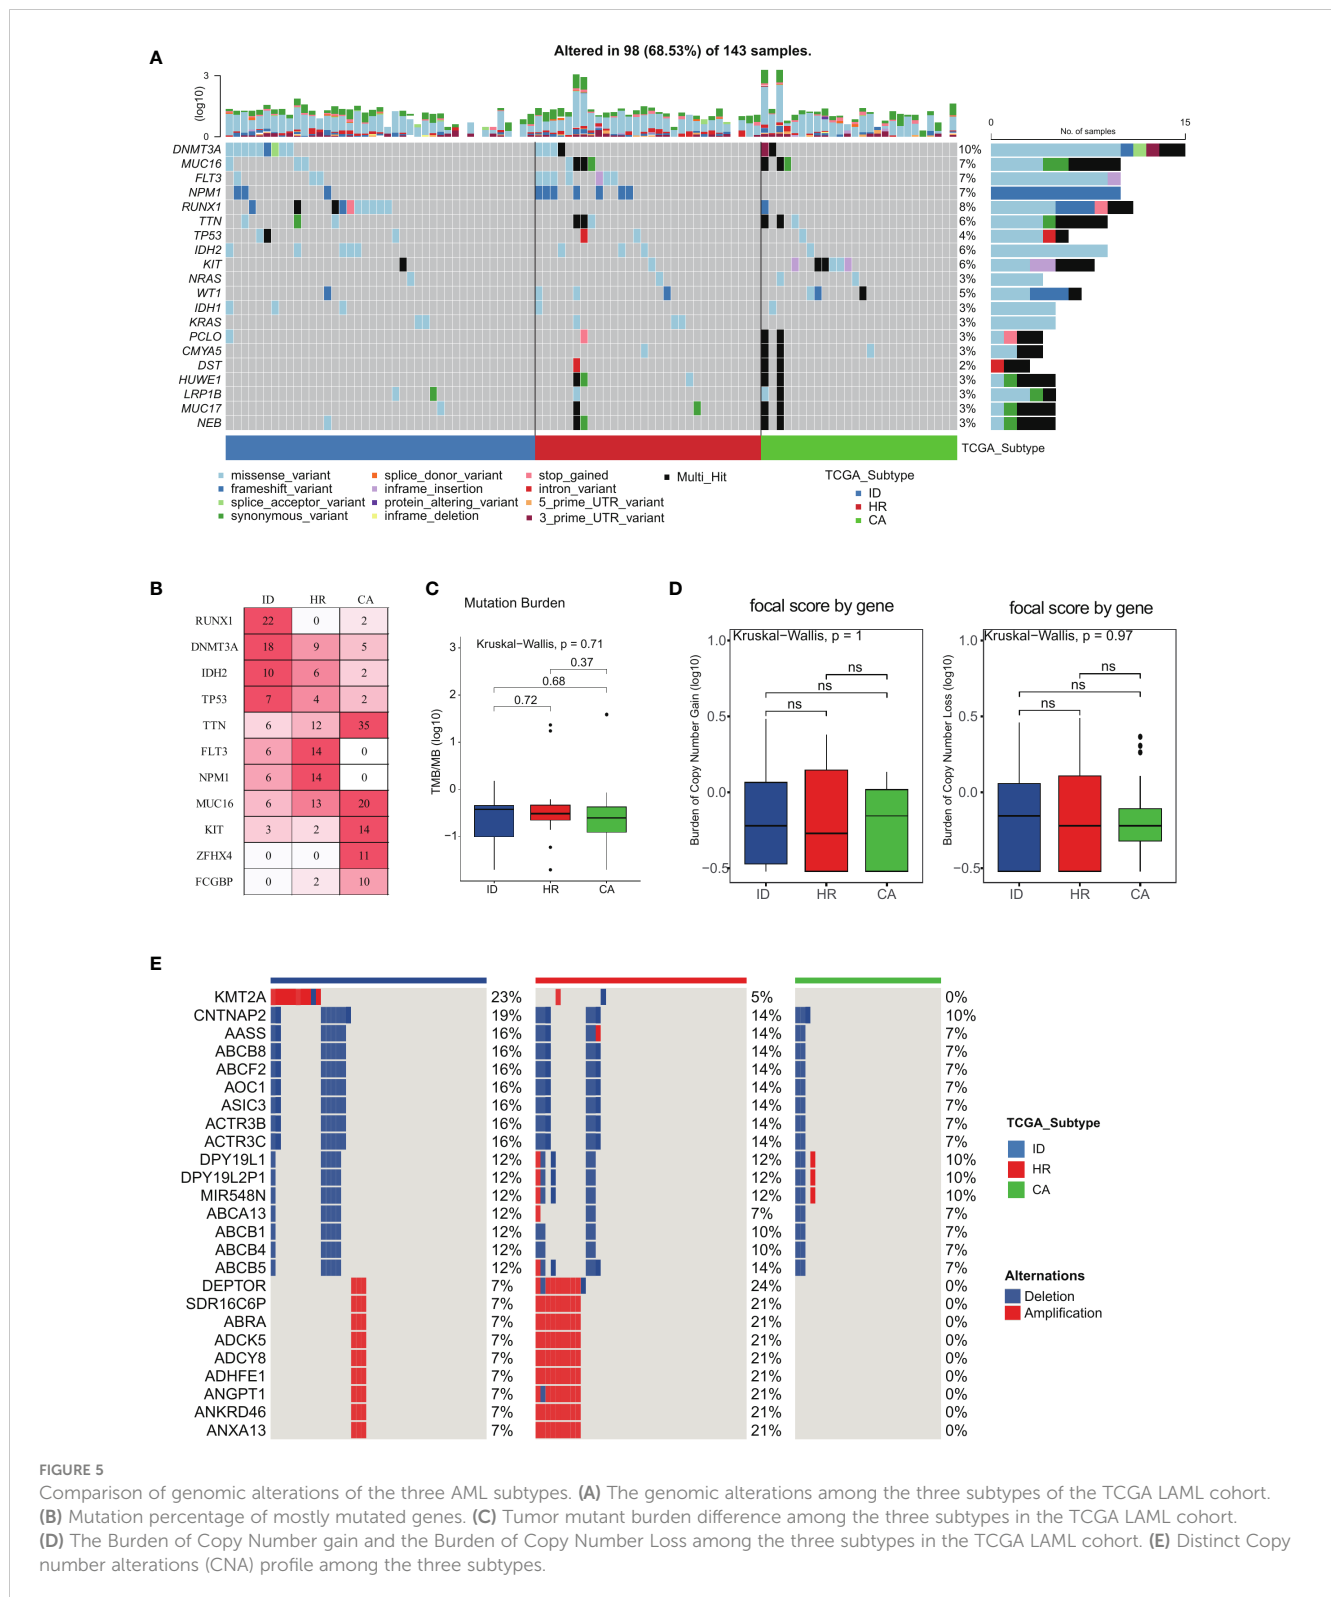 A
Altered in 98 (68.53%) of 143 samples.
3
0
(log10)
0
15
No. of samples
DNMT3A 10%
MUC16 7%
FLT3 7%
NPM1 7%
RUNX1 8%
TTN 6%
TP53 4%
IDH2 6%
KIT 6%
NRAS 3%
WT1 5%
IDH1 3%
KRAS 3%
PCLO 3%
CMYA5 3%
DST 2%
HUWE1 3%
LRP1B 3%
MUC17 3%
NEB 3%
TCGA_Subtype
missense_variant splice_donor_variant stop_gained Multi_Hit TCGA_Subtype
frameshift_variant inframe_insertion intron_variant ID
splice_acceptor_variant protein_altering_variant 5_prime_UTR_variant HR
synonymous_variant inframe_deletion 3_prime_UTR_variant CA
B
ID HR CA
RUNX1 22 0 2
DNMT3A 18 9 5
IDH2 10 6 2
TP53 7 4 2
TTN 6 12 35
FLT3 6 14 0
NPM1 6 14 0
MUC16 6 13 20
KIT 3 2 14
ZFHX4 0 0 11
FCGBP 0 2 10
C
Mutation Burden
Kruskal−Wallis, p = 0.71
0.37
0.68
0.72
3
2
1
0
−1
TMB/MB (log10)
ID HR CA
D
focal score by gene
Kruskal−Wallis, p = 1
ns
ns
ns
1.0
0.5
0.0
−0.5
Burden of Copy Number Gain (log10)
ID HR CA
focal score by gene
Kruskal−Wallis, p = 0.97
ns
ns
ns
1.0
0.5
0.0
−0.5
Burden of Copy Number Loss (log10)
ID HR CA
E
KMT2A 23% 5% 0%
CNTNAP2 19% 14% 10%
AASS 16% 14% 7%
ABCB8 16% 14% 7%
ABCF2 16% 14% 7%
AOC1 16% 14% 7%
ASIC3 16% 14% 7%
ACTR3B 16% 14% 7%
ACTR3C 16% 14% 7%
DPY19L1 12% 12% 10%
DPY19L2P1 12% 12% 10%
MIR548N 12% 12% 10%
ABCA13 12% 7% 7%
ABCB1 12% 10% 7%
ABCB4 12% 10% 7%
ABCB5 12% 14% 7%
DEPTOR 7% 24% 0%
SDR16C6P 7% 21% 0%
ABRA 7% 21% 0%
ADCK5 7% 21% 0%
ADCY8 7% 21% 0%
ADHFE1 7% 21% 0%
ANGPT1 7% 21% 0%
ANKRD46 7% 21% 0%
ANXA13 7% 21% 0%
TCGA_Subtype
ID
HR
CA
Alternations
Deletion
Amplification
FIGURE 5
Comparison of genomic alterations of the three AML subtypes. (A) The genomic alterations among the three subtypes of the TCGA LAML cohort.
(B) Mutation percentage of mostly mutated genes. (C) Tumor mutant burden difference among the three subtypes in the TCGA LAML cohort.
(D) The Burden of Copy Number gain and the Burden of Copy Number Loss among the three subtypes in the TCGA LAML cohort. (E) Distinct Copy
number alterations (CNA) profile among the three subtypes.